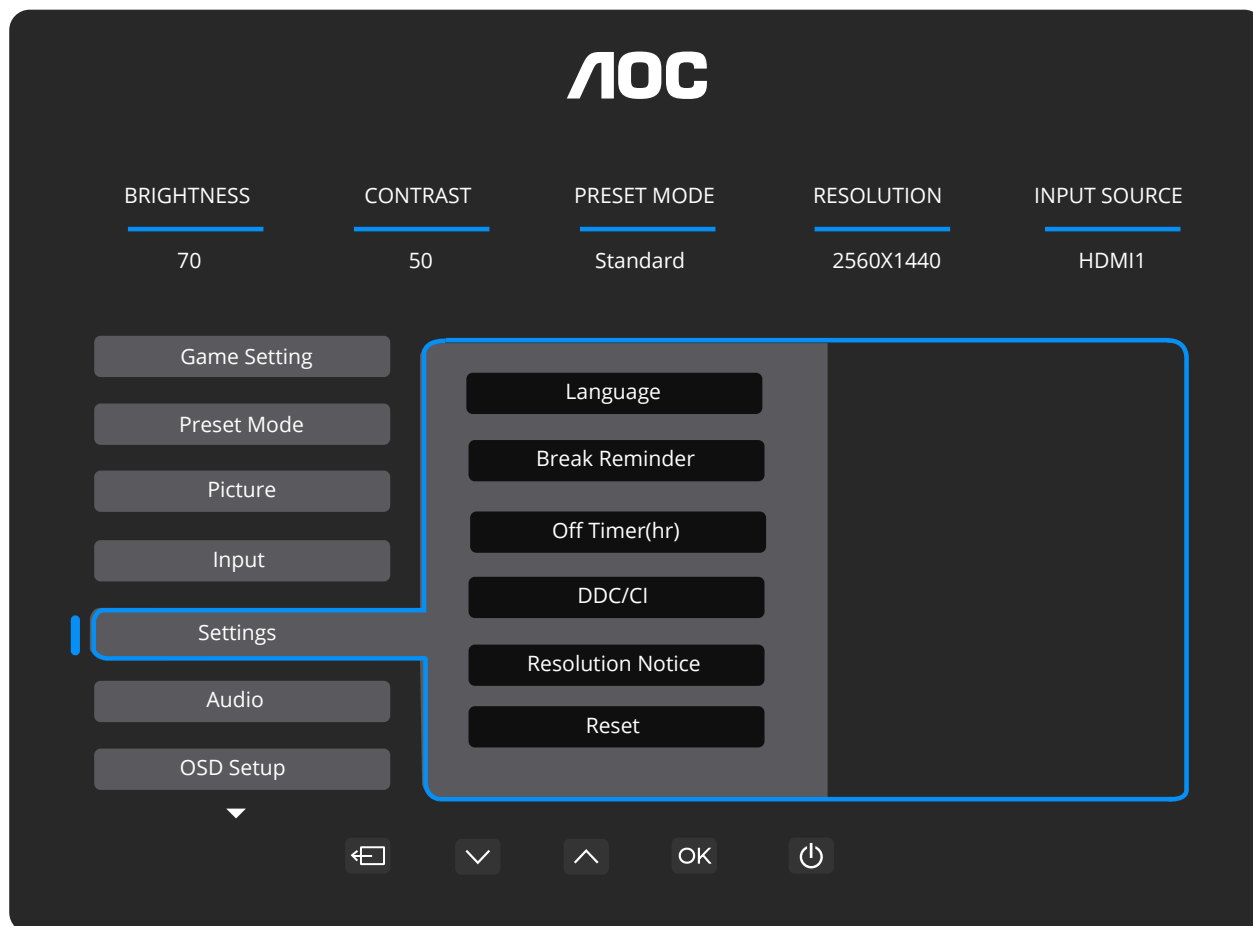 AOC
BRIGHTNESS CONTRAST PRESET MODE RESOLUTION INPUT SOURCE
70 50 Standard 2560X1440 HDMI1
Game Setting
Preset Mode
Picture
Input
Settings
Audio
OSD Setup
Language
Break Reminder
Off Timer(hr)
DDC/CI
Resolution Notice
Reset
OK